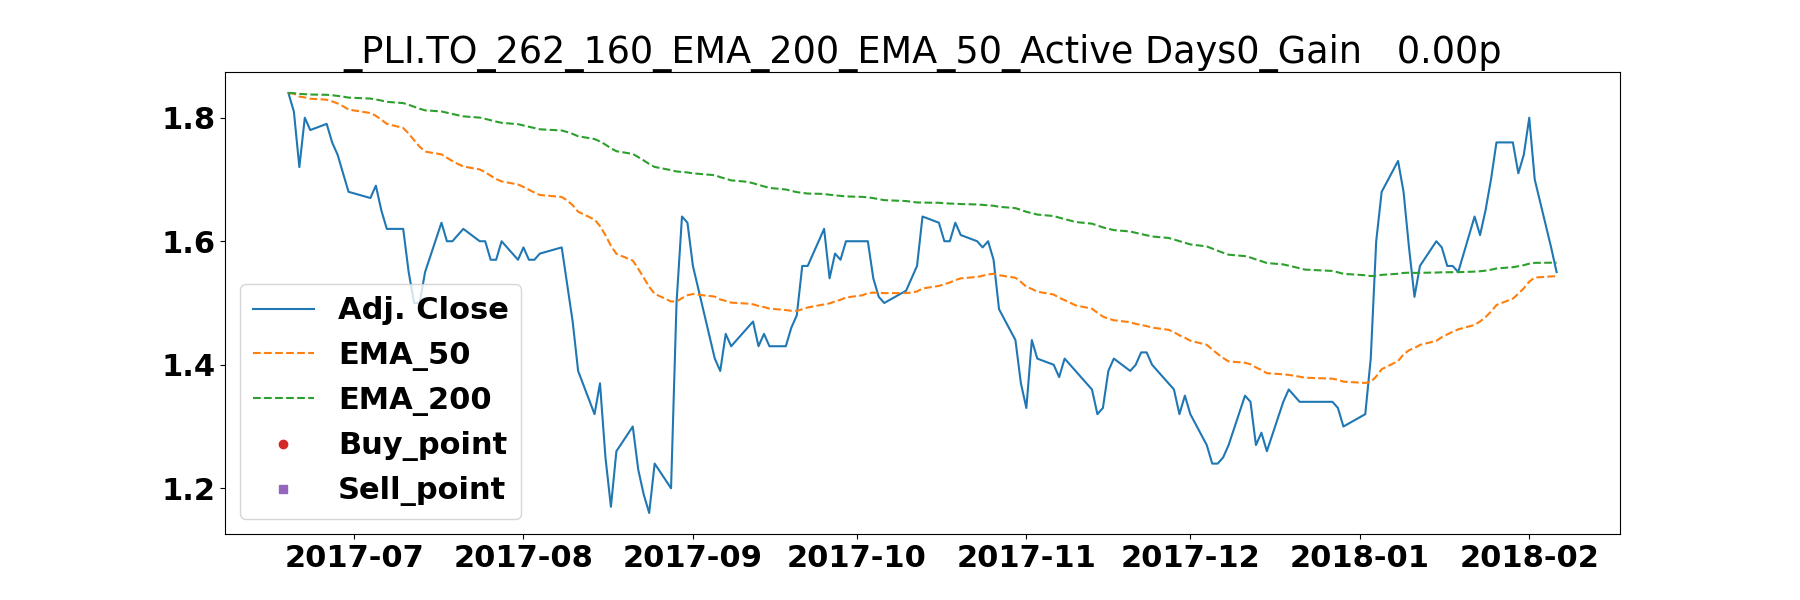 _PLI.TO_262_160_EMA_200_EMA_50_Active Days0_Gain   0.00p
1.8
1.6
1.4
1.2
Adj. Close
EMA_50
EMA_200
Buy_point
Sell_point
2017-07 2017-08 2017-09 2017-10 2017-11 2017-12 2018-01 2018-02